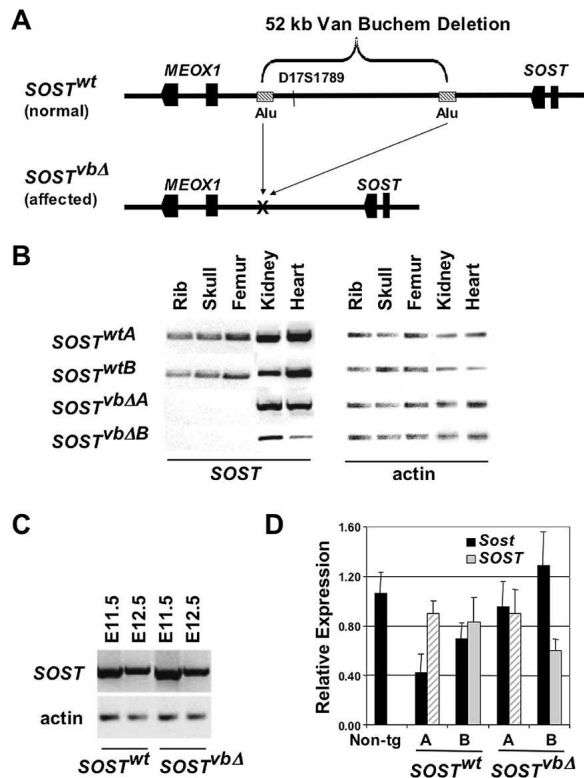 A
52 kb Van Buchem Deletion
MEOX1
D17S1789
SOST
SOSTwt
(normal)
Alu
Alu
SOSTvbΔ
(affected)
MEOX1
SOST
X
B
Rib
Skull
Femur
Kidney
Heart
Rib
Skull
Femur
Kidney
Heart
SOSTwtA
SOSTwtB
SOSTvbΔA
SOSTvbΔB
SOST
actin
C
E11.5
E12.5
E11.5
E12.5
SOST
actin
SOSTwt
SOSTvbΔ
D
Relative Expression
1.60
1.20
0.80
0.40
0.00
Sost
SOST
Non-tg
A
B
A
B
SOSTwt
SOSTvbΔ